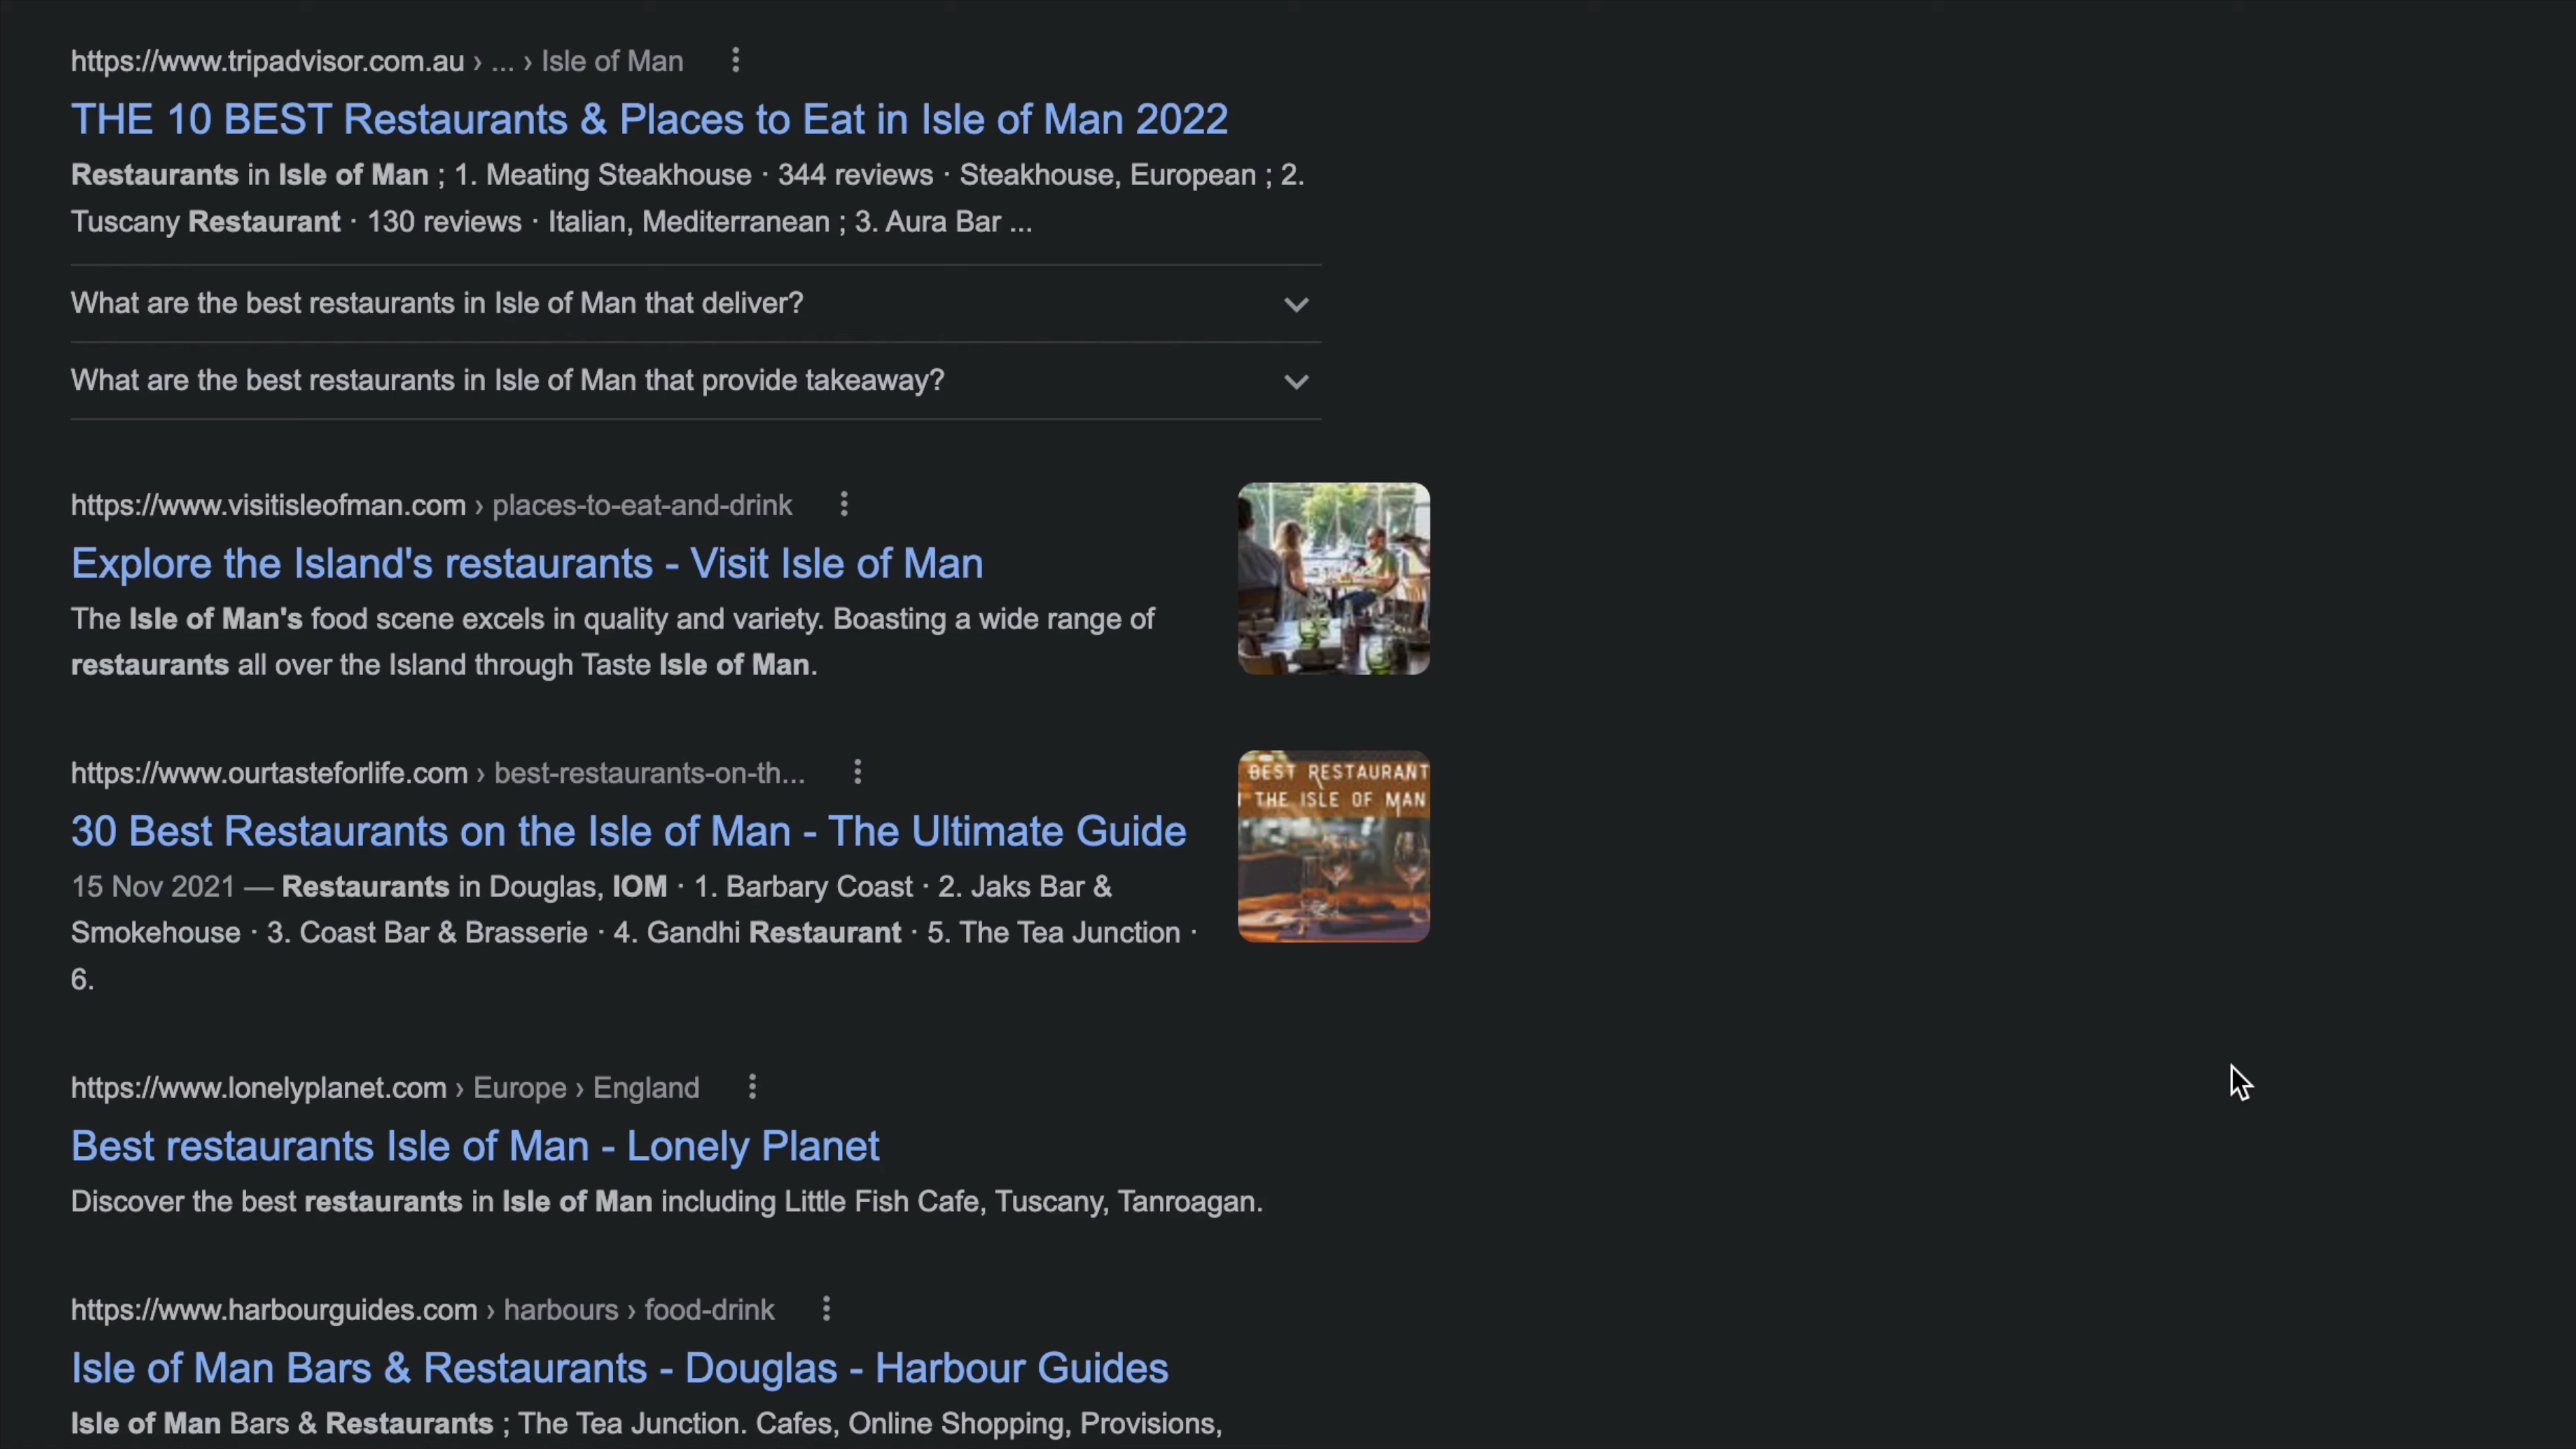 https://www.tripadvisor.com.au › ... › Isle of Man
THE 10 BEST Restaurants & Places to Eat in Isle of Man 2022
Restaurants in Isle of Man ; 1. Meating Steakhouse · 344 reviews · Steakhouse, European ; 2.
Tuscany Restaurant · 130 reviews · Italian, Mediterranean ; 3. Aura Bar ...
What are the best restaurants in Isle of Man that deliver?
What are the best restaurants in Isle of Man that provide takeaway?
https://www.visitisleofman.com › places-to-eat-and-drink
Explore the Island's restaurants - Visit Isle of Man
The Isle of Man's food scene excels in quality and variety. Boasting a wide range of
restaurants all over the Island through Taste Isle of Man.
https://www.ourtasteforlife.com › best-restaurants-on-th...
BEST RESTAURANT
THE ISLE OF MAN
30 Best Restaurants on the Isle of Man - The Ultimate Guide
15 Nov 2021 — Restaurants in Douglas, IOM · 1. Barbary Coast · 2. Jaks Bar &
Smokehouse · 3. Coast Bar & Brasserie · 4. Gandhi Restaurant · 5. The Tea Junction ·
6.
https://www.lonelyplanet.com › Europe › England
Best restaurants Isle of Man - Lonely Planet
Discover the best restaurants in Isle of Man including Little Fish Cafe, Tuscany, Tanroagan.
https://www.harbourguides.com › harbours › food-drink
Isle of Man Bars & Restaurants - Douglas - Harbour Guides
Isle of Man Bars & Restaurants ; The Tea Junction. Cafes, Online Shopping, Provisions,